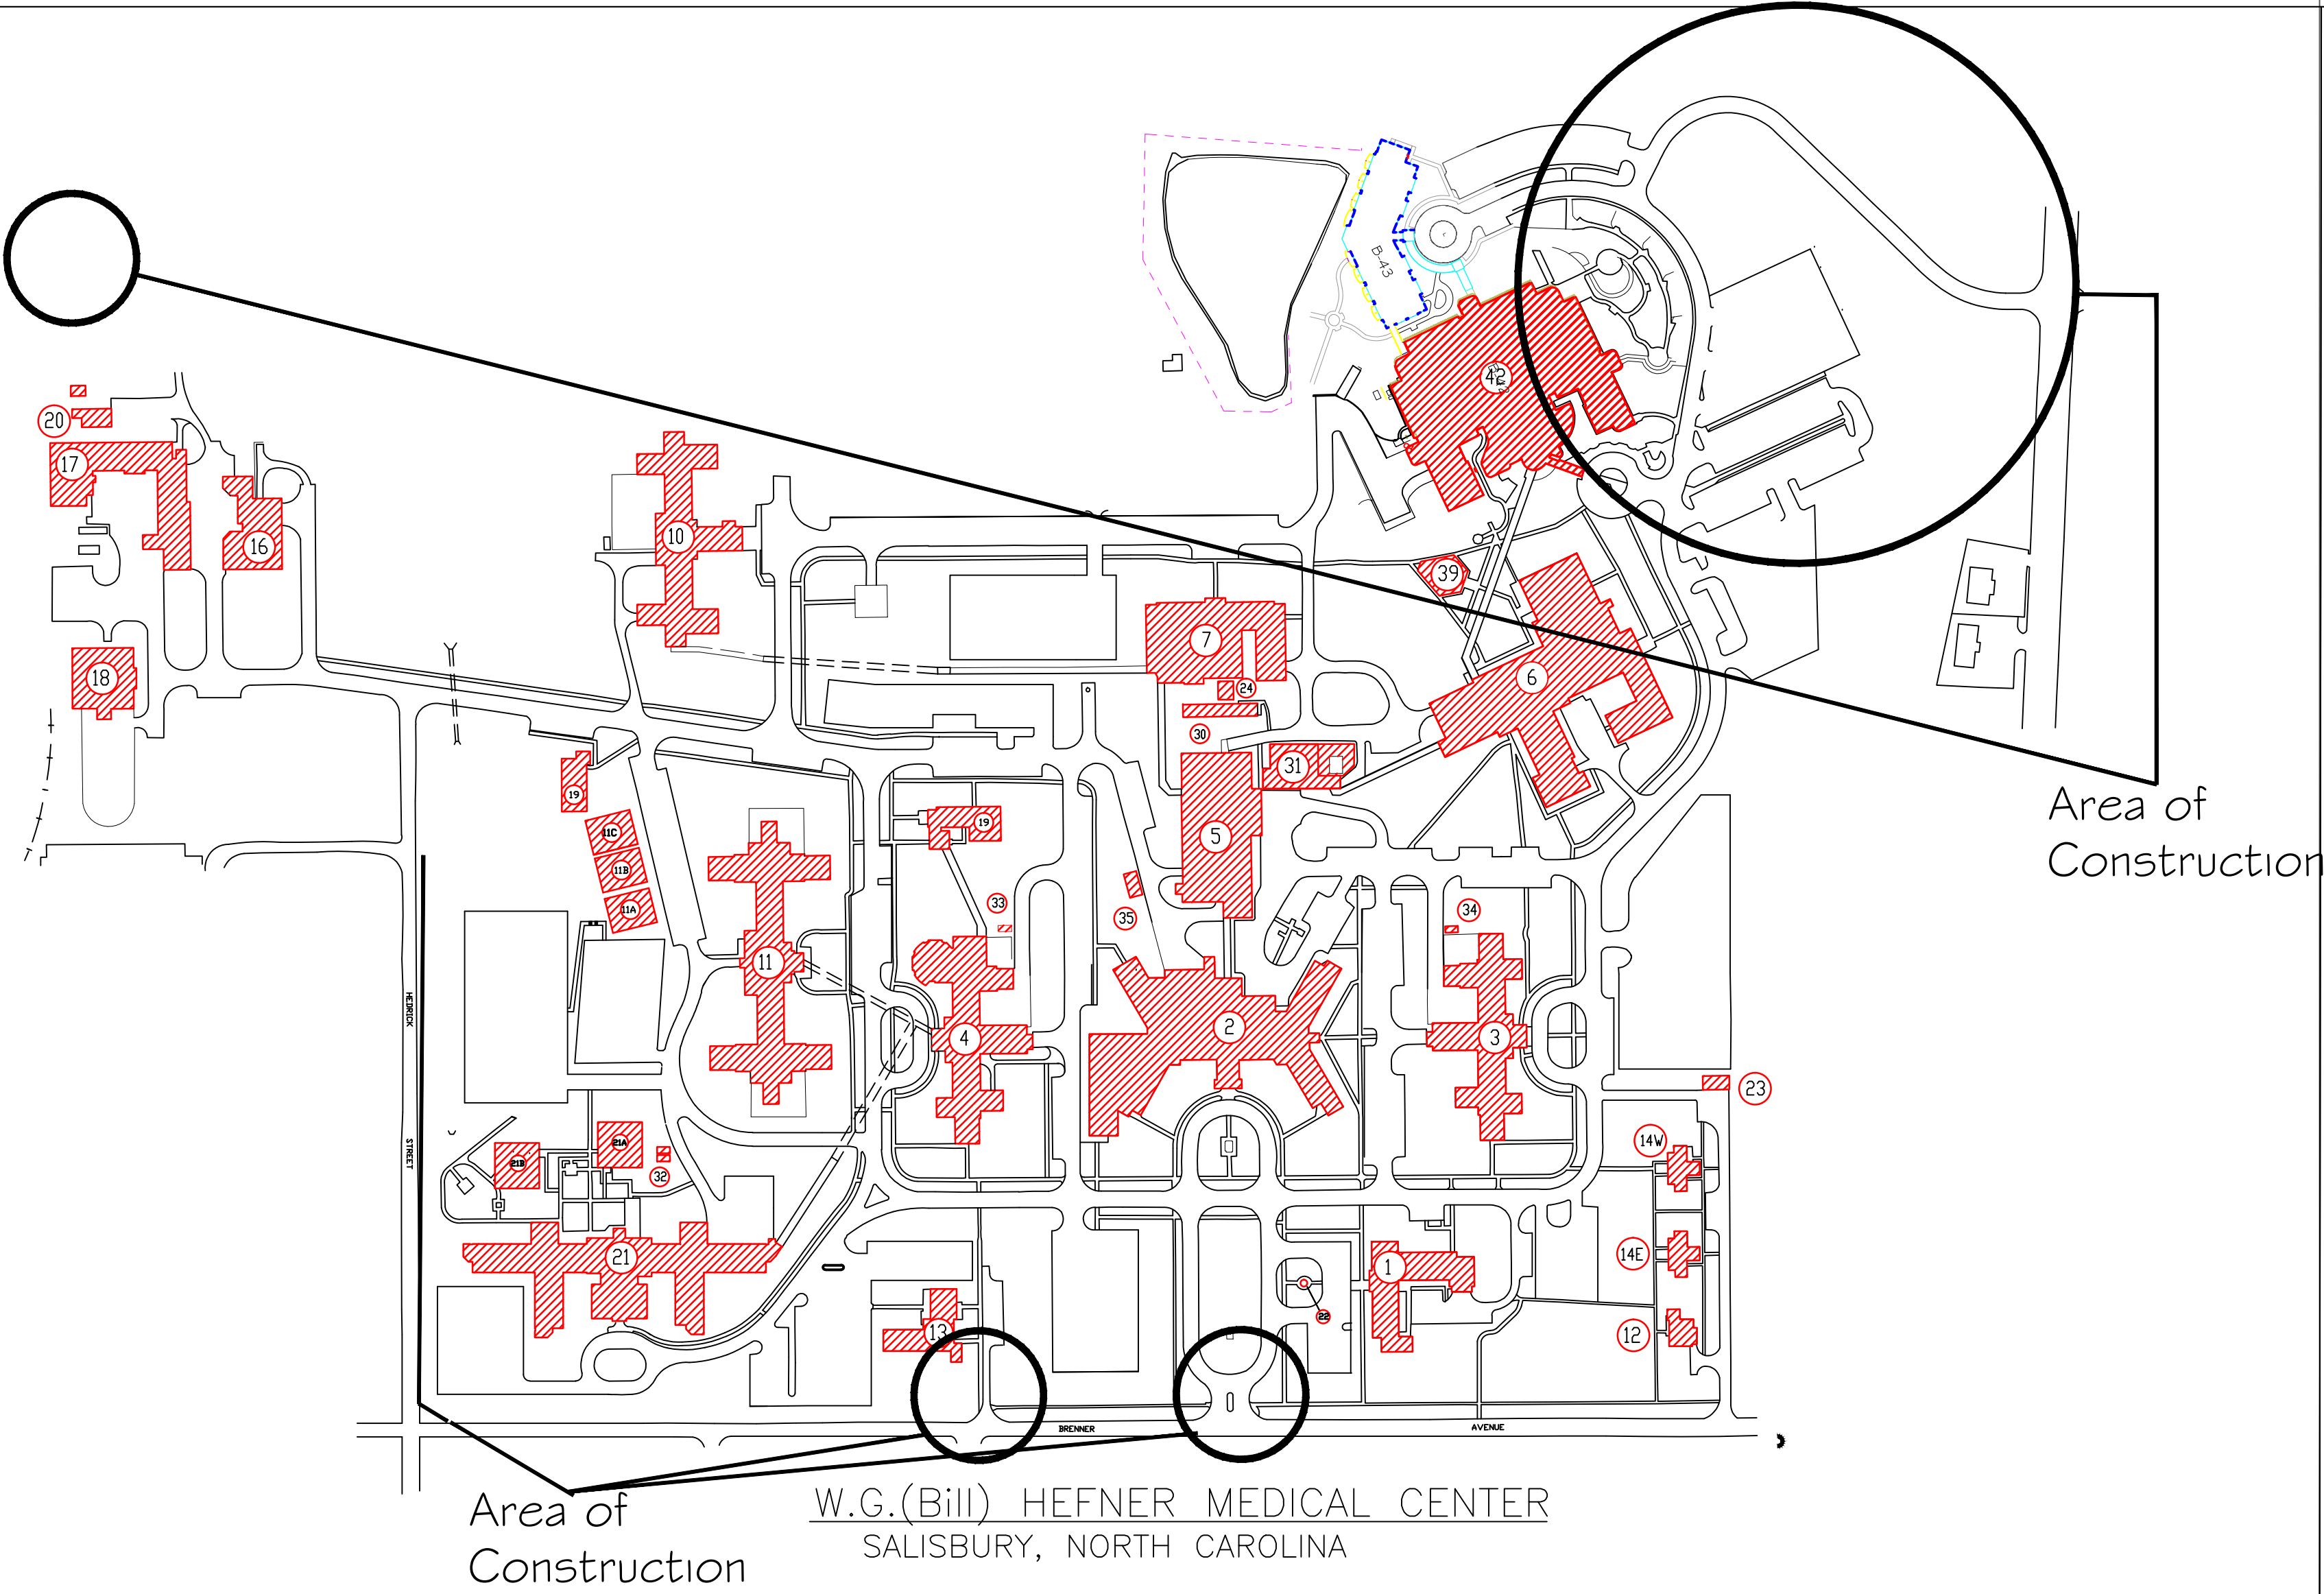 B-43
42
20
17
10
16
39
7
6
18
24
30
31
19
11C
5
19
11B
33
34
11A
35
11
2
HEDRICK
4
3
23
14W
STREET
21A
21B
32
14E
21
1
22
13
12
BRENNER
AVENUE
Area of
Construction
Area of
Construction
W.G.(Bill) HEFNER MEDICAL CENTER
SALISBURY, NORTH CAROLINA